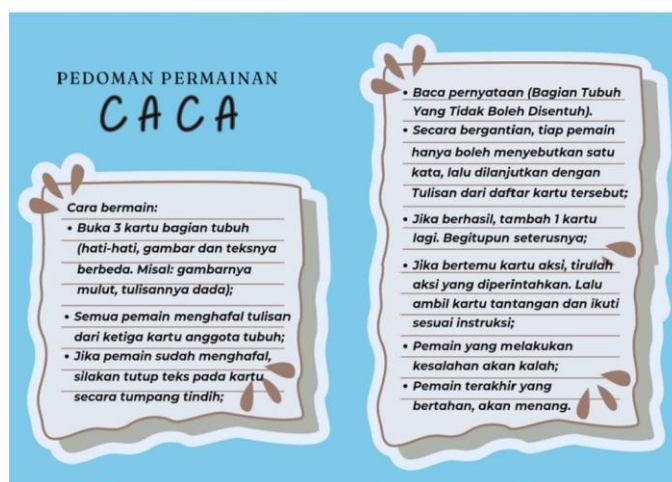 PEDOMAN PERMAINAN
CACA
Cara bermain:
• Buka 3 kartu bagian tubuh
(hati-hati, gambar dan teksnya
berbeda. Misal: gambarnya
mulut, tulisannya dada);
• Semua pemain menghafal tulisan
dari ketiga kartu anggota tubuh;
• Jika pemain sudah menghafal,
silakan tutup teks pada kartu
secara tumpang tindih;
• Baca pernyataan (Bagian Tubuh
Yang Tidak Boleh Disentuh).
• Secara bergantian, tiap pemain
hanya boleh menyebutkan satu
kata, lalu dilanjutkan dengan
Tulisan dari daftar kartu tersebut;
• Jika berhasil, tambah 1 kartu
lagi. Begitupun seterusnya;
• Jika bertemu kartu aksi, tirulah
aksi yang diperintahkan. Lalu
ambil kartu tantangan dan ikuti
sesuai instruksi;
• Pemain yang melakukan
kesalahan akan kalah;
• Pemain terakhir yang
bertahan, akan menang.